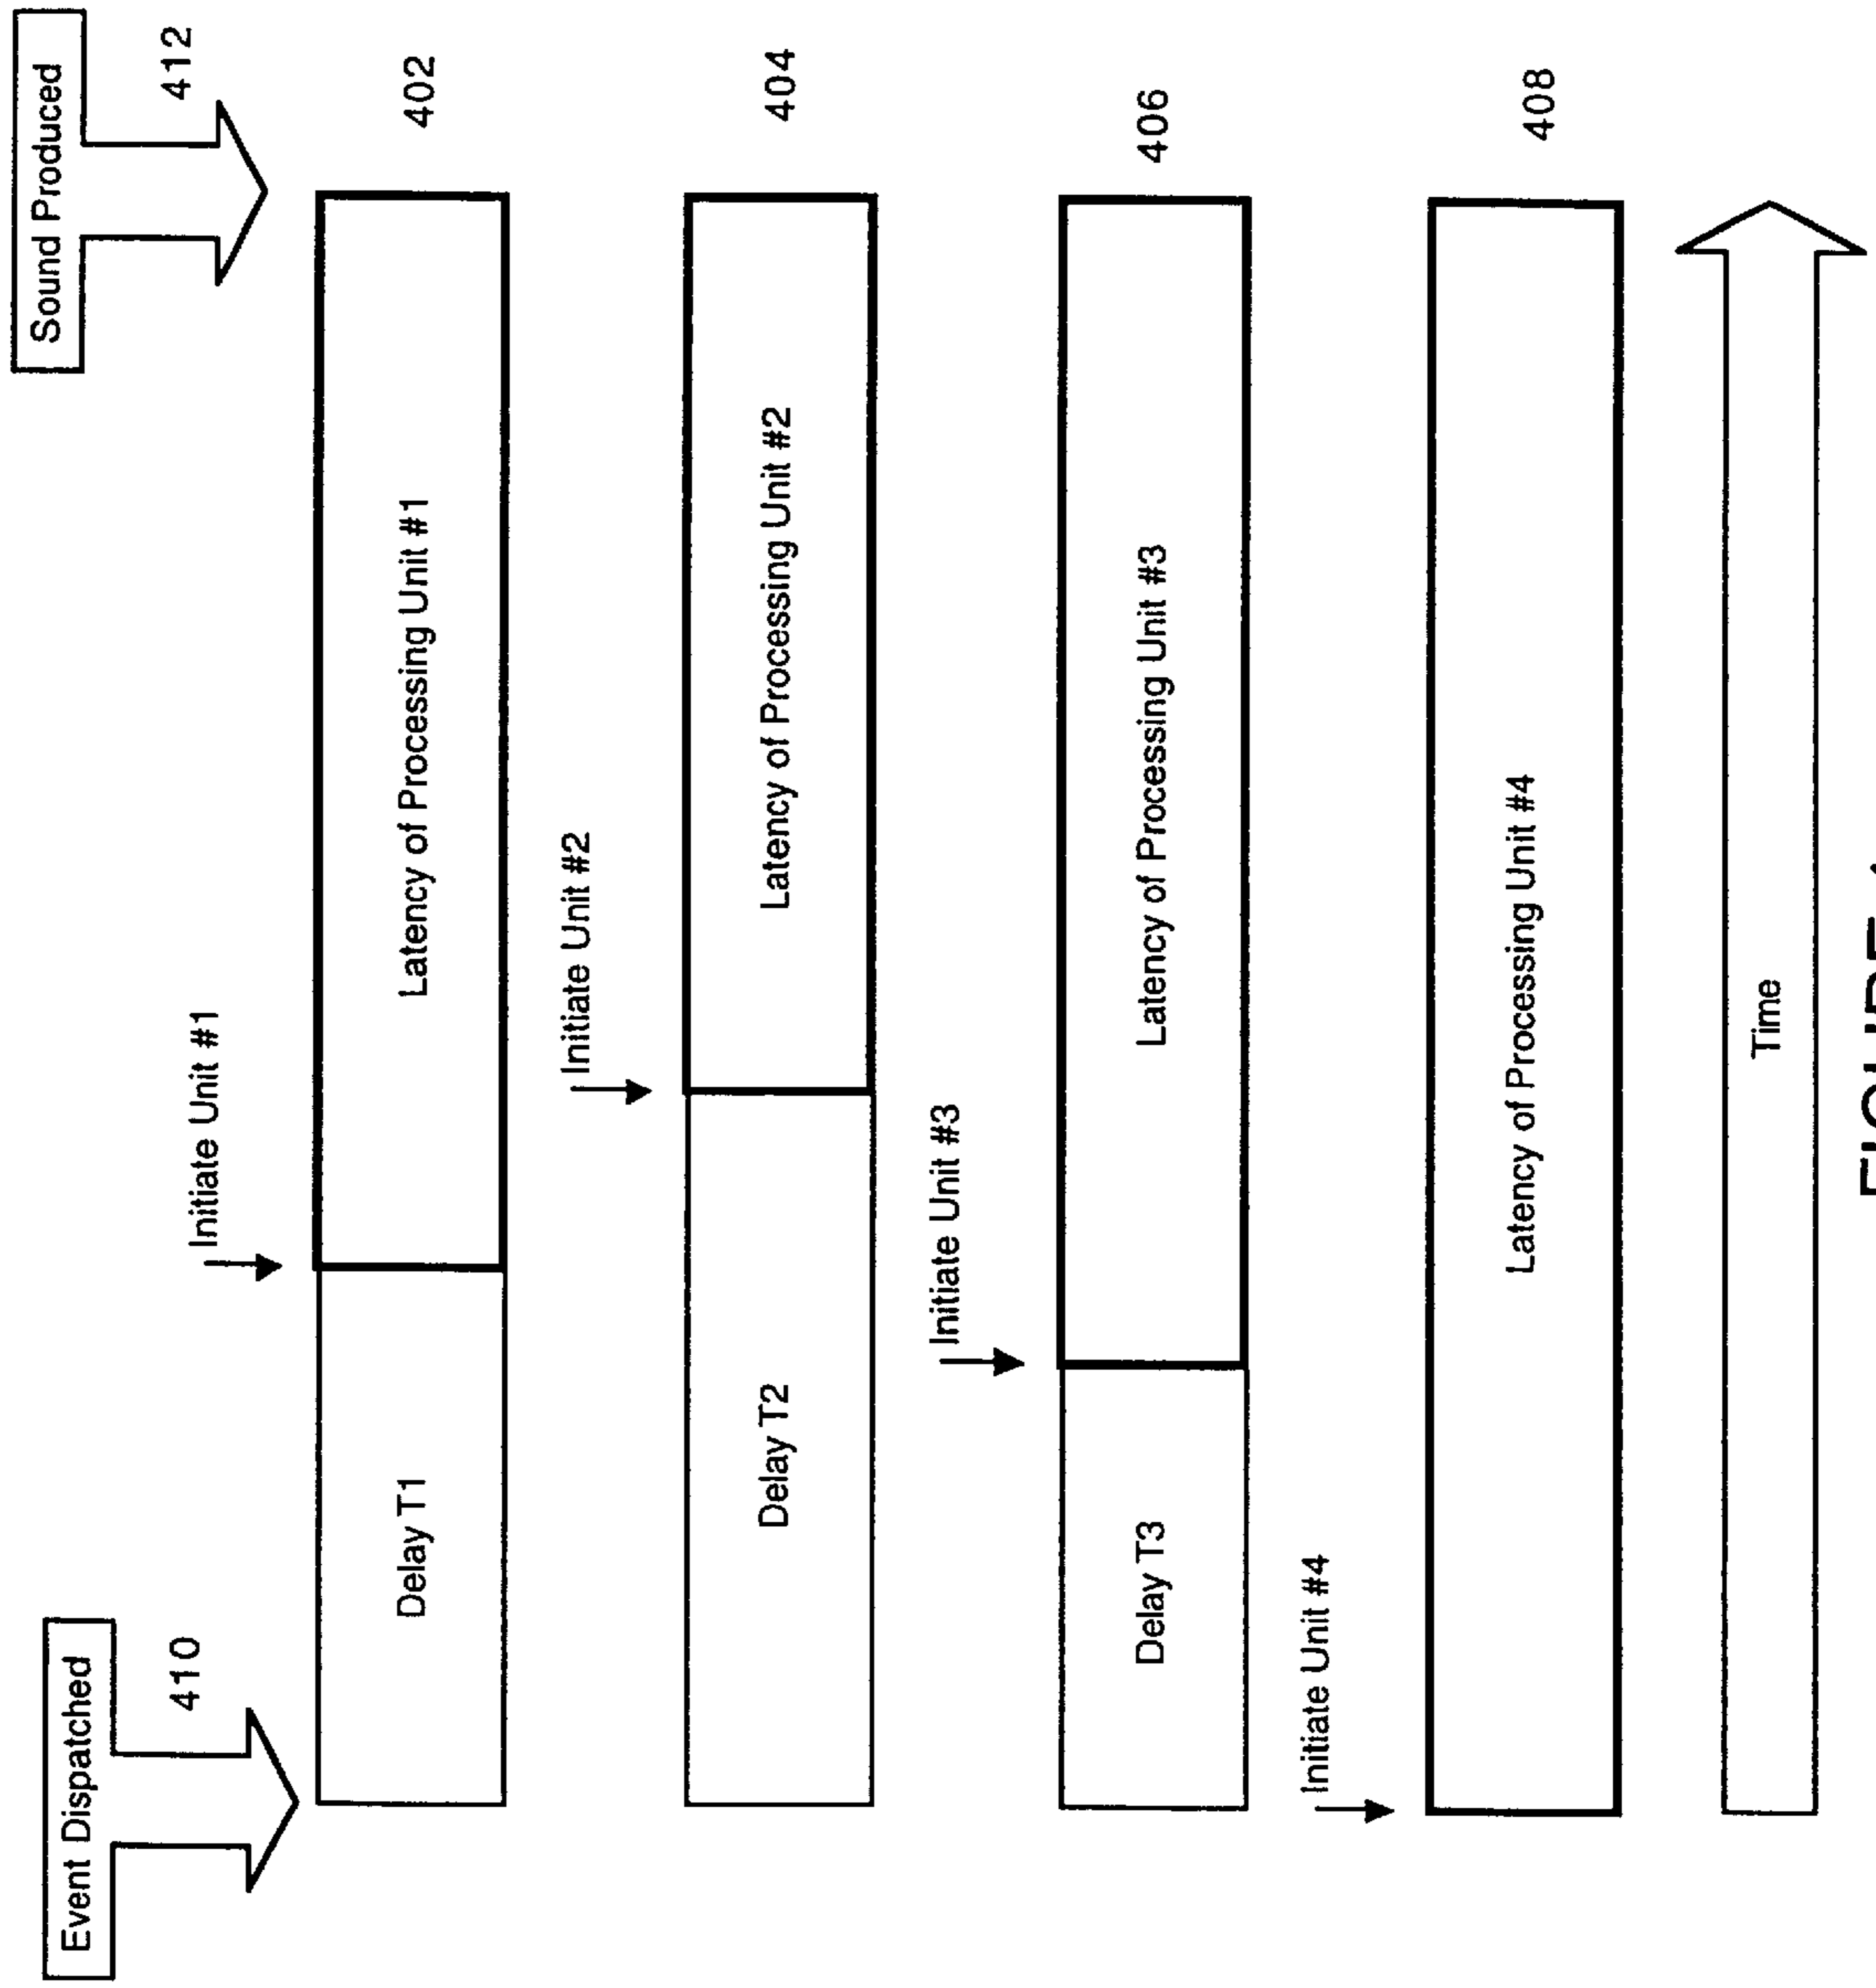 Event Dispatched
Sound Produced
410
412
Initiate Unit #1
Delay T1
Latency of Processing Unit #1
402
Initiate Unit #2
Delay T2
Latency of Processing Unit #2
404
Initiate Unit #3
Delay T3
Latency of Processing Unit #3
406
Initiate Unit #4
Latency of Processing Unit #4
408
Time